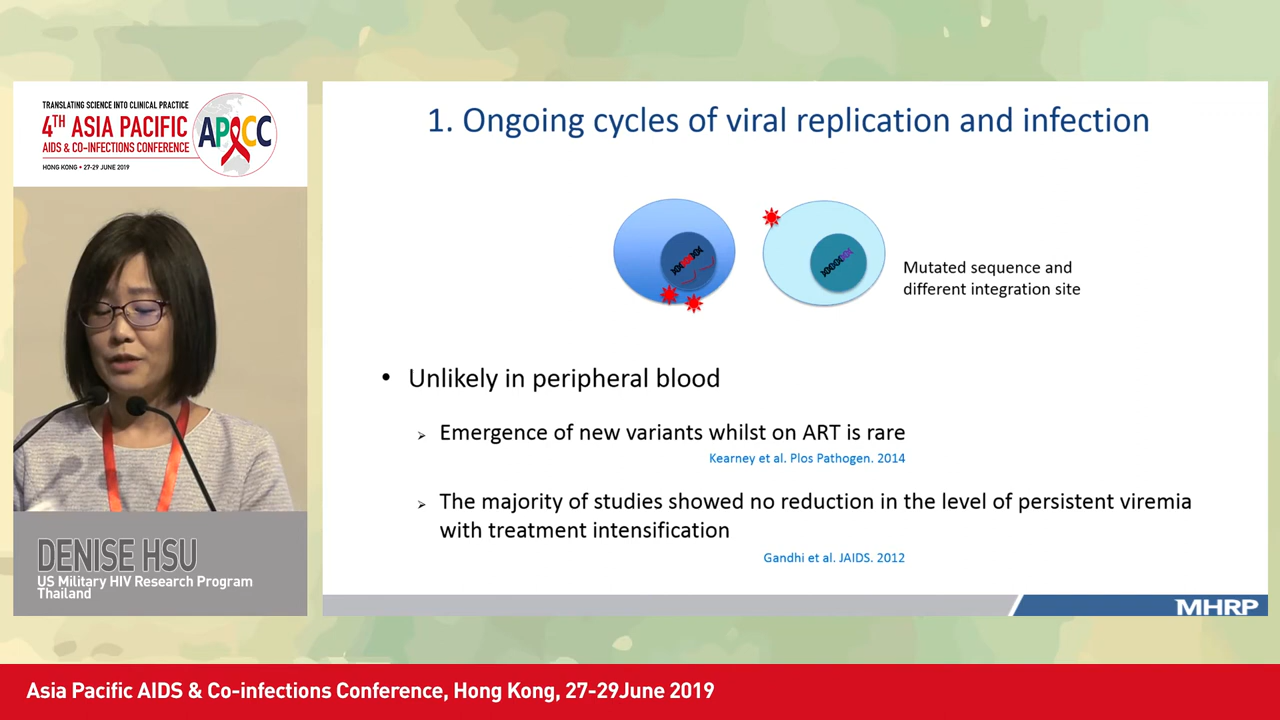 TRANSLATING SCIENCE INTO CLINICAL PRACTICE
4TH ASIA PACIFIC
AIDS & CO-INFECTIONS CONFERENCE
HONG KONG • 27-29 JUNE 2019
APACC
1. Ongoing cycles of viral replication and infection
Mutated sequence and
different integration site
• Unlikely in peripheral blood
➢ Emergence of new variants whilst on ART is rare
Kearney et al. Plos Pathogen. 2014
➢ The majority of studies showed no reduction in the level of persistent viremia
with treatment intensification
Gandhi et al. JAIDS. 2012
MHRP
DENISE HSU
US Military HIV Research Program
Thailand
Asia Pacific AIDS & Co-infections Conference, Hong Kong, 27-29June 2019